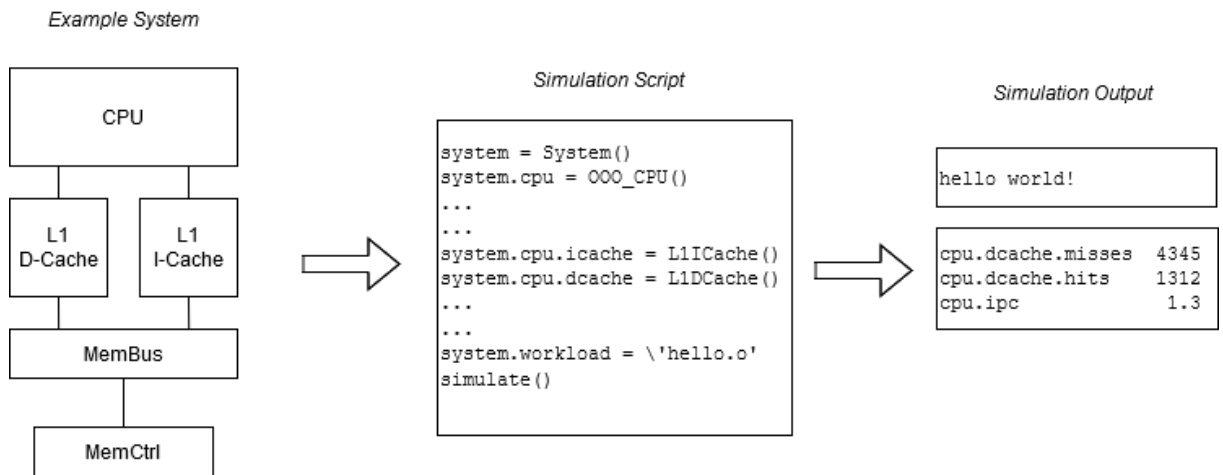 Example System
CPU
L1
D-Cache
L1
I-Cache
MemBus
MemCtrl
Simulation Script
system = System()
system.cpu = OOO_CPU()
...
...
system.cpu.icache = L1ICache()
system.cpu.dcache = L1DCache()
...
...
system.workload = \'hello.o'
simulate()
Simulation Output
hello world!
cpu.dcache.misses 4345
cpu.dcache.hits 1312
cpu.ipc 1.3